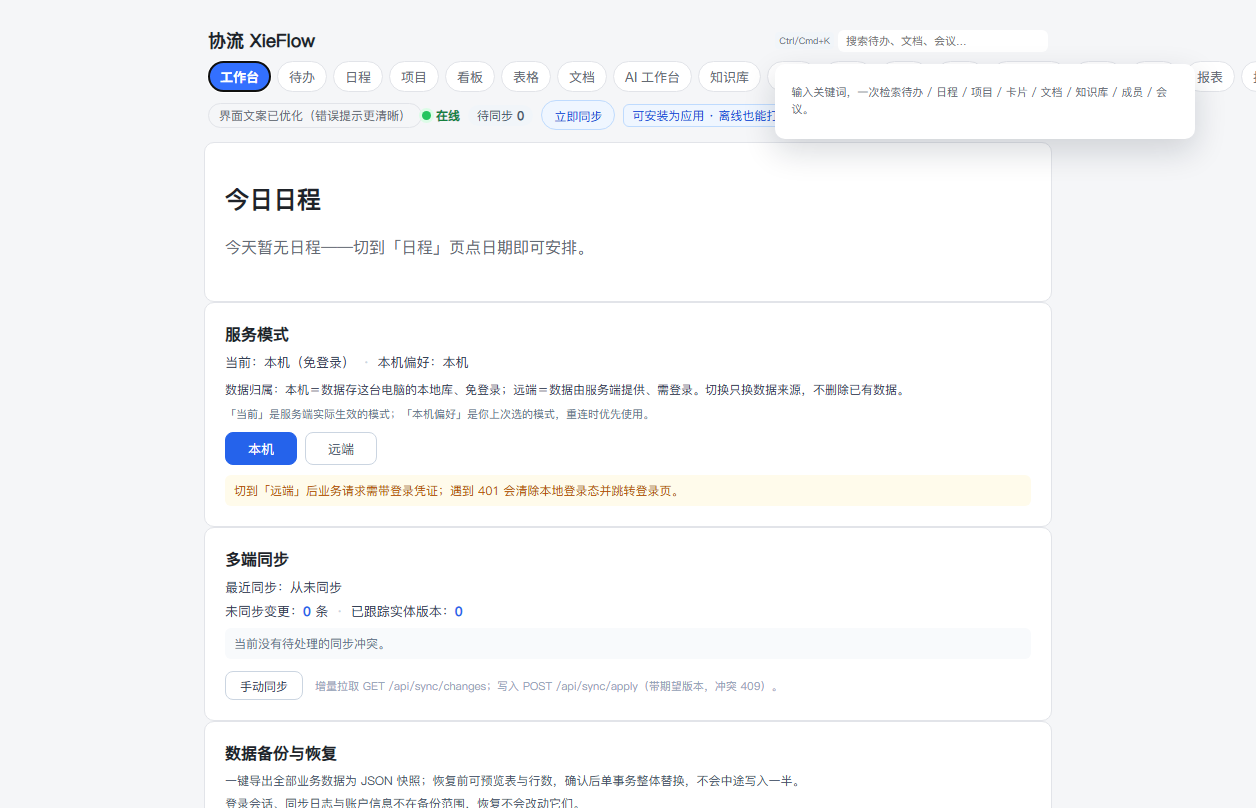 协流 XieFlow
Ctrl/Cmd+K
搜索待办、文档、会议…
工作台
待办
日程
项目
看板
表格
文档
AI 工作台
知识库
报表
输入关键词，一次检索待办 / 日程 / 项目 / 卡片 / 文档 / 知识库 / 成员 / 会
议。
界面文案已优化（错误提示更清晰）
在线
待同步 0
立即同步
可安装为应用 · 离线也能打
今日日程
今天暂无日程——切到「日程」页点日期即可安排。
服务模式
当前：本机（免登录） · 本机偏好：本机
数据归属：本机＝数据存这台电脑的本地库、免登录；远端＝数据由服务端提供、需登录。切换只换数据来源，不删除已有数据。
「当前」是服务端实际生效的模式；「本机偏好」是你上次选的模式，重连时优先使用。
本机
远端
切到「远端」后业务请求需带登录凭证；遇到 401 会清除本地登录态并跳转登录页。
多端同步
最近同步：从未同步
未同步变更：0 条 · 已跟踪实体版本：0
当前没有待处理的同步冲突。
手动同步
增量拉取 GET /api/sync/changes；写入 POST /api/sync/apply（带期望版本，冲突 409）。
数据备份与恢复
一键导出全部业务数据为 JSON 快照；恢复前可预览表与行数，确认后单事务整体替换，不会中途写入一半。
登录会话、同步日志与账户信息不在备份范围，恢复不会改动它们。